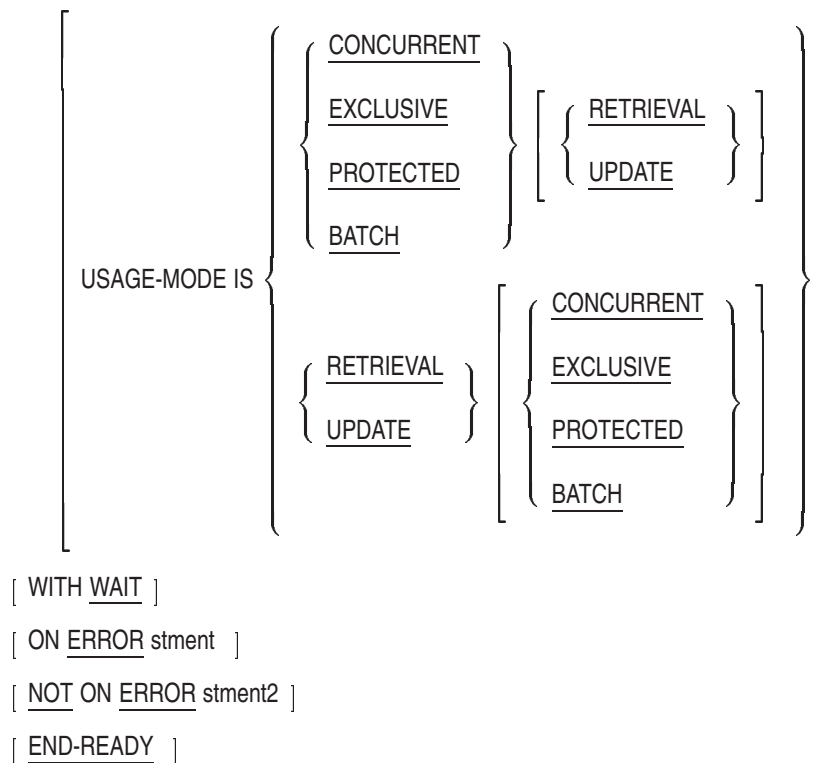 CONCURRENT
EXCLUSIVE
PROTECTED
BATCH
RETRIEVAL
UPDATE
USAGE-MODE IS
RETRIEVAL
UPDATE
CONCURRENT
EXCLUSIVE
PROTECTED
BATCH
[ WITH WAIT ]
[ ON ERROR stment ]
[ NOT ON ERROR stment2 ]
[ END-READY ]